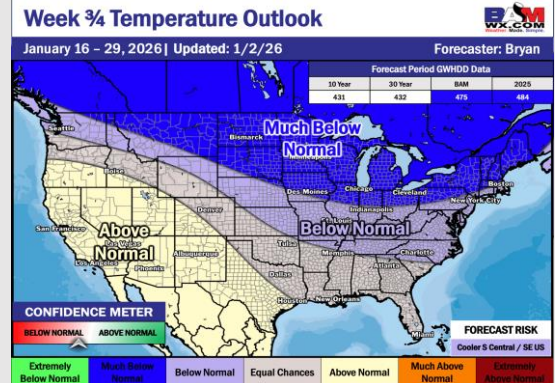 Week ¾ Temperature Outlook
BAM
WX.COM
Weather Made. Simple.
January 16 – 29, 2026| Updated: 1/2/26
Forecaster: Bryan
Forecast Period GWHDD Data
10 Year 30 Year BAM 2025
431 432 475 484
Seattle
Bismarck
Much Below
Normal
Minneapolis
Boise
Boston
Des Moines
Chicago
Cleveland
New York City
Denver
Indianapolis
St. Louis
Below Normal
San Francisco
Above
Normal
Las Vegas
Los Angeles
Phoenix
Albuquerque
Tulsa
Memphis
Charlotte
Atlanta
Dallas
Houston
New Orleans
Miami
CONFIDENCE METER
BELOW NORMAL ABOVE NORMAL
FORECAST RISK
Cooler S Central / SE US
Extremely
Below Normal
Much Below
Normal
Below Normal
Equal Chances
Above Normal
Much Above
Normal
Extremely
Above Normal